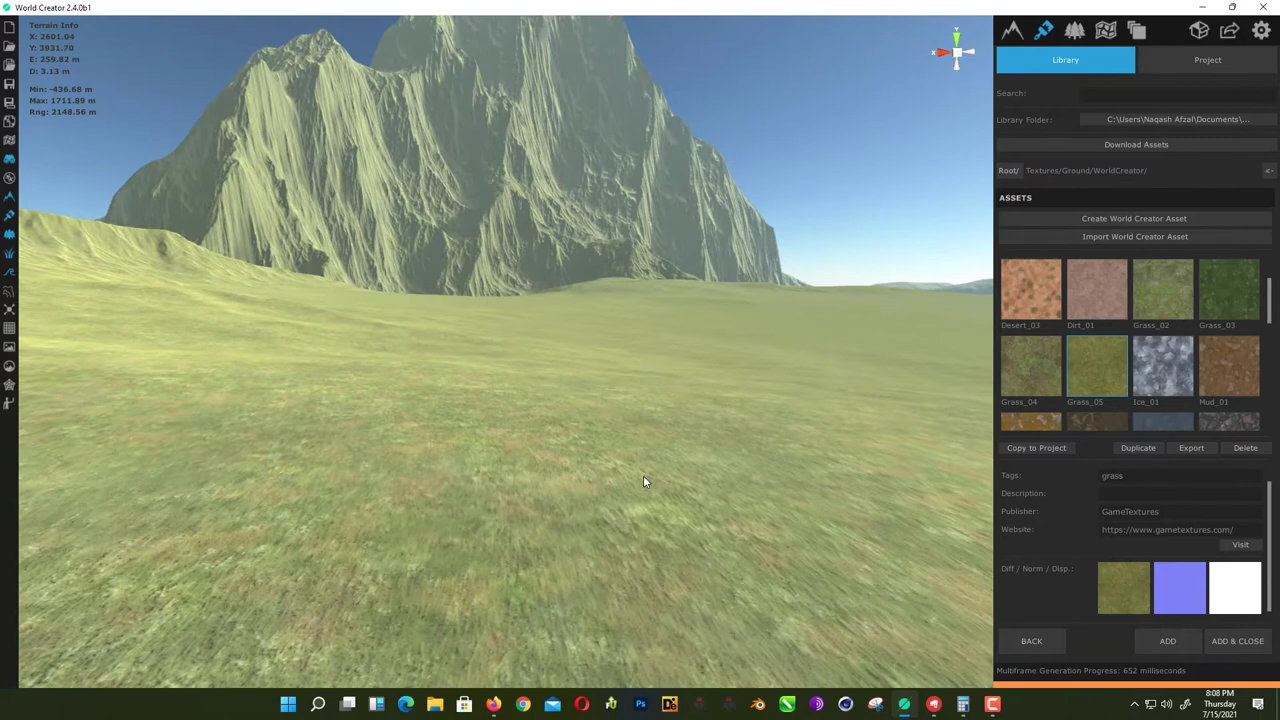 World Creator 2.4.0b1
Terrain Info
X: 2601.04
Y: 3931.70
E: 259.82 m
D: 3.13 m
Min: -436.68 m
Max: 1711.89 m
Rng: 2148.56 m
Y
X
Library
Project
Search:
Library Folder:
C:\Users\Naqash Afzal\Documents\...
Download Assets
Root/
Textures/Ground/WorldCreator/
<-
ASSETS
Create World Creator Asset
Import World Creator Asset
Desert_03
Dirt_01
Grass_02
Grass_03
Grass_04
Grass_05
Ice_01
Mud_01
Copy to Project
Duplicate
Export
Delete
Tags:
grass
Description:
Publisher:
GameTextures
Website:
https://www.gametextures.com/
Visit
Diff / Norm / Disp.:
BACK
ADD
ADD & CLOSE
Multiframe Generation Progress: 652 milliseconds
Ps
8:08 PM
Thursday
7/15/2021